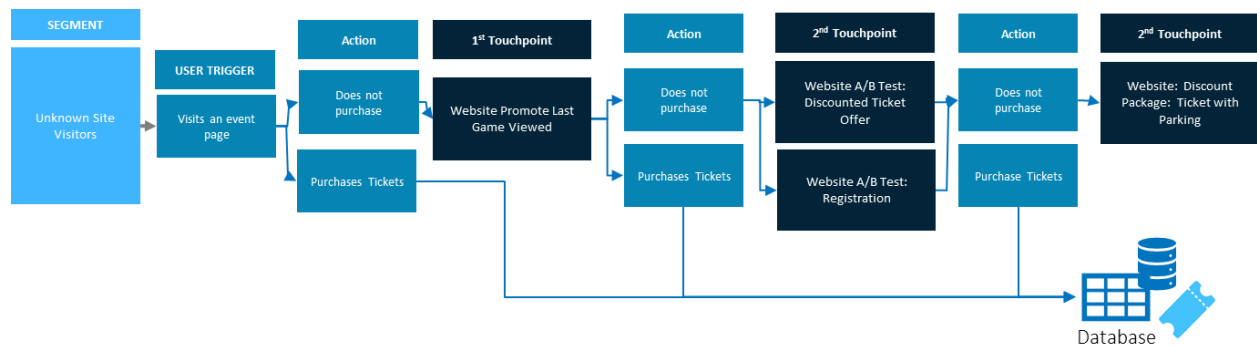 SEGMENT
Unknown Site
Visitors
USER TRIGGER
Visits an event
page
Action
Does not
purchase
Purchases Tickets
1st Touchpoint
Website Promote Last
Game Viewed
Action
Does not
purchase
Purchases Tickets
2nd Touchpoint
Website A/B Test:
Discounted Ticket
Offer
Website A/B Test:
Registration
Action
Does not
purchase
Purchase Tickets
2nd Touchpoint
Website: Discount
Package: Ticket with
Parking
Database